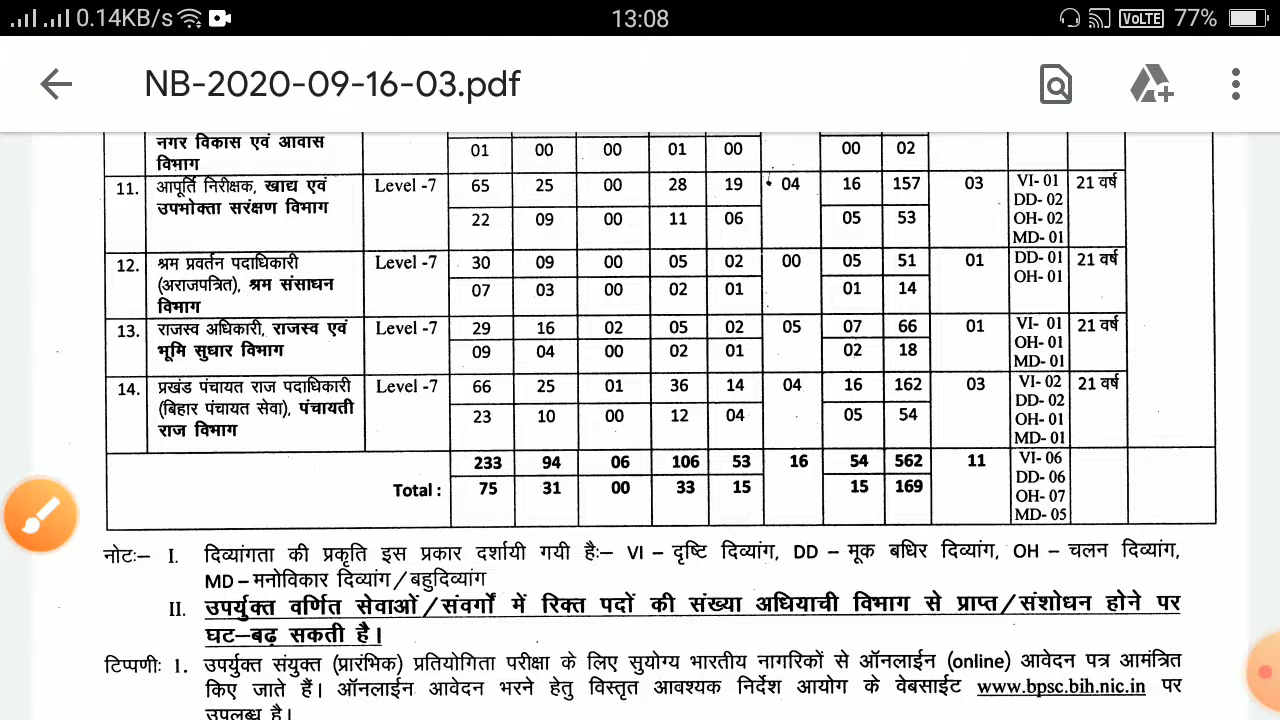 0.14KB/s 13:08 VoLTE 77%
NB-2020-09-16-03.pdf
नगर विकास एवं आवास
विभाग 01 00 00 01 00 00 02
11. आपूर्ति निरीक्षक, खाद्य एवं Level -7 65 25 00 28 19 04 16 157 03 VI- 01 21 वर्ष
उपभोक्ता सरंक्षण विभाग 22 09 00 11 06 05 53 DD- 02
OH- 02
MD- 01
12. श्रम प्रवर्तन पदाधिकारी Level -7 30 09 00 05 02 00 05 51 01 DD- 01 21 वर्ष
(अराजपत्रित), श्रम संसाधन 07 03 00 02 01 01 14 OH- 01
विभाग
13. राजस्व अधिकारी, राजस्व एवं Level -7 29 16 02 05 02 05 07 66 01 VI- 01 21 वर्ष
भूमि सुधार विभाग 09 04 00 02 01 02 18 OH- 01
MD- 01
14. प्रखंड पंचायत राज पदाधिकारी Level -7 66 25 01 36 14 04 16 162 03 VI- 02 21 वर्ष
(बिहार पंचायत सेवा), पंचायती 23 10 00 12 04 05 54 DD- 02
राज विभाग OH- 01
MD- 01
233 94 06 106 53 16 54 562 11 VI- 06
Total : 75 31 00 33 15 15 169 DD- 06
OH- 07
MD- 05
नोटः– I. दिव्यांगता की प्रकृति इस प्रकार दर्शायी गयी हैः– VI – दृष्टि दिव्यांग, DD – मूक बधिर दिव्यांग, OH – चलन दिव्यांग,
MD – मनोविकार दिव्यांग / बहुदिव्यांग
II. उपर्युक्त वर्णित सेवाओं/संवर्गो में रिक्त पदों की संख्या अधियाची विभाग से प्राप्त/संशोधन होने पर
घट–बढ़ सकती है।
टिप्पणीः 1. उपर्युक्त संयुक्त (प्रारंभिक) प्रतियोगिता परीक्षा के लिए सुयोग्य भारतीय नागरिकों से ऑनलाईन (online) आवेदन पत्र आमंत्रित
किए जाते हैं। ऑनलाईन आवेदन भरने हेतु विस्तृत आवश्यक निर्देश आयोग के वेबसाईट www.bpsc.bih.nic.in पर
उपलब्ध है।